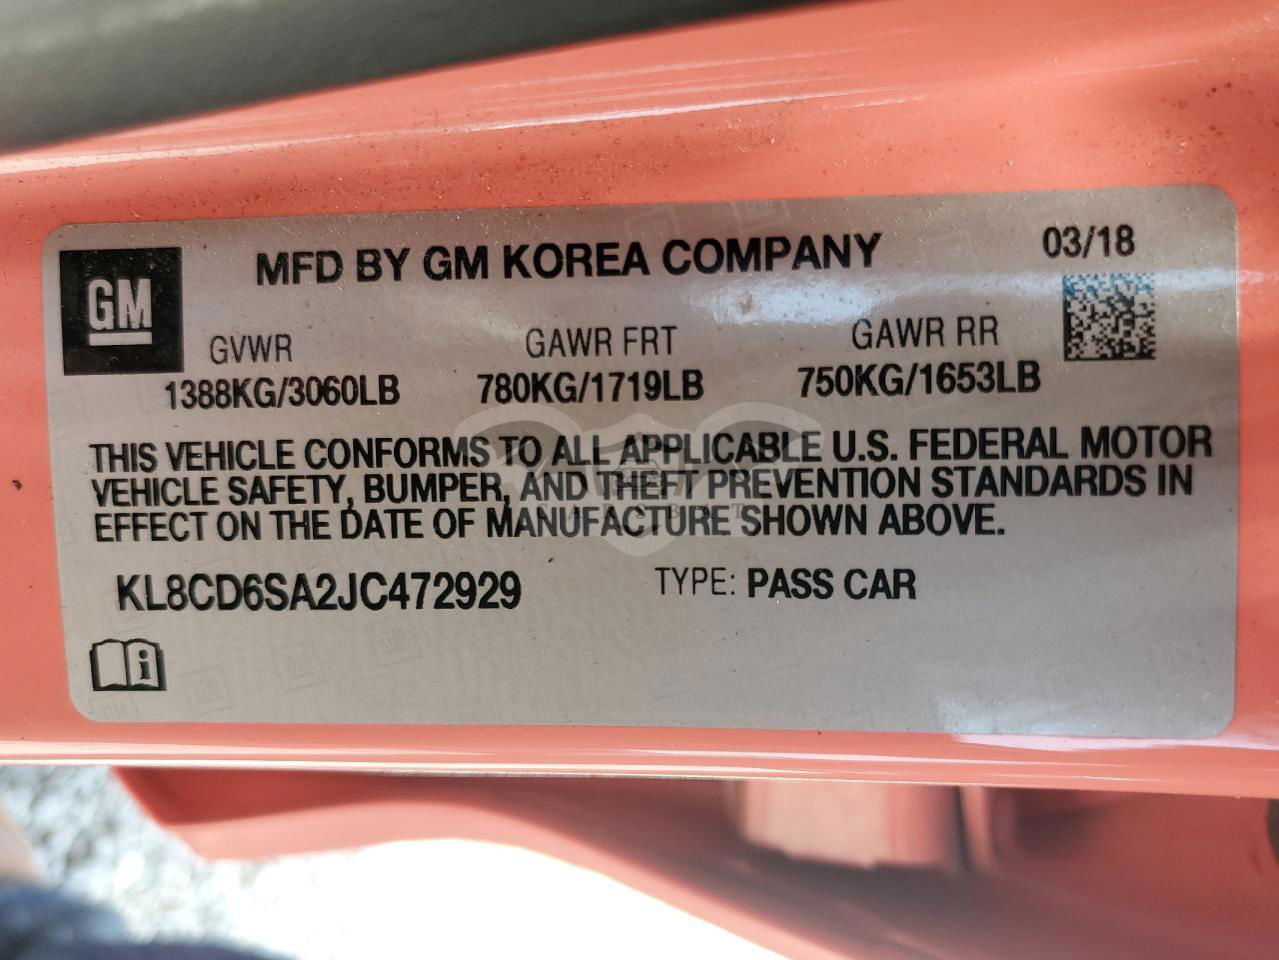 GM
MFD BY GM KOREA COMPANY 03/18
GVWR GAWR FRT GAWR RR
1388KG/3060LB 780KG/1719LB 750KG/1653LB
THIS VEHICLE CONFORMS TO ALL APPLICABLE U.S. FEDERAL MOTOR
VEHICLE SAFETY, BUMPER, AND THEFT PREVENTION STANDARDS IN
EFFECT ON THE DATE OF MANUFACTURE SHOWN ABOVE.
KL8CD6SA2JC472929 TYPE: PASS CAR